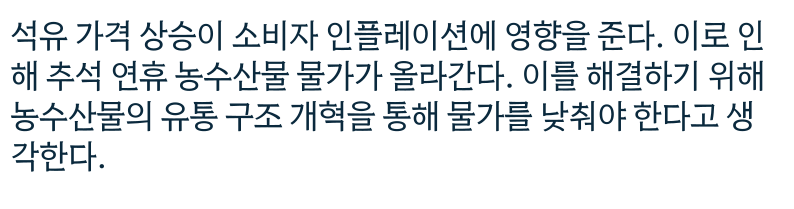 석유 가격 상승이 소비자 인플레이션에 영향을 준다. 이로 인
해 추석 연휴 농수산물 물가가 올라간다. 이를 해결하기 위해
농수산물의 유통 구조 개혁을 통해 물가를 낮춰야 한다고 생
각한다.